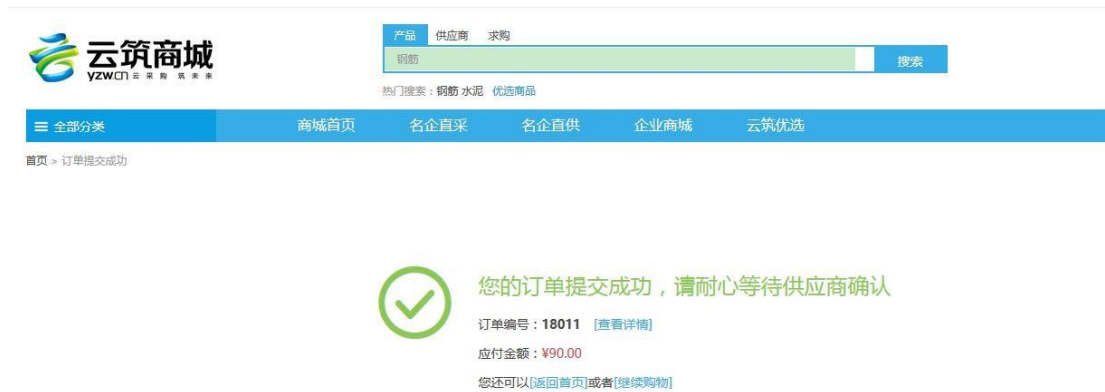 云筑商城
yzw.cn 云采购 筑未来
产品 供应商 求购
钢筋 搜索
热门搜索：钢筋 水泥 优选商品
全部分类 商城首页 名企直采 名企直供 企业商城 云筑优选
首页 > 订单提交成功
您的订单提交成功，请耐心等待供应商确认
订单编号：18011 [查看详情]
应付金额：¥90.00
您还可以[返回首页]或者[继续购物]